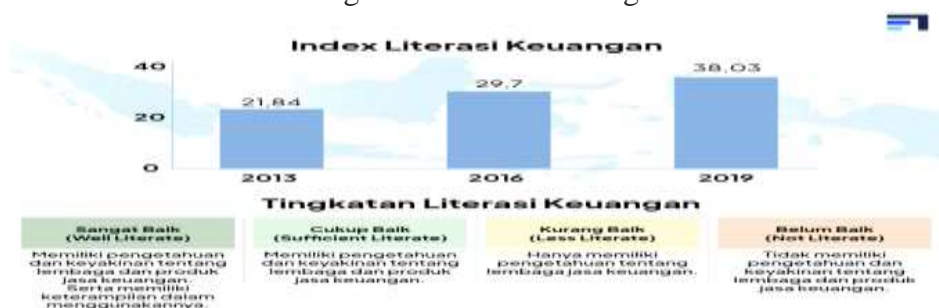 Index Literasi Keuangan
40
20
0
21,84
29,7
38,03
2013 2016 2019
Tingkatan Literasi Keuangan
Sangat Baik
(Well Literate)
Memiliki pengetahuan
dan keyakinan tentang
lembaga dan produk
jasa keuangan.
Serta memiliki
keterampilan dalam
menggunakannya.
Cukup Baik
(Sufficient Literate)
Memiliki pengetahuan
dan keyakinan tentang
lembaga dan produk
jasa keuangan.
Kurang Baik
(Less Literate)
Hanya memiliki
pengetahuan tentang
lembaga jasa keuangan.
Belum Baik
(Not Literate)
Tidak memiliki
pengetahuan dan
keyakinan tentang
lembaga dan produk
jasa keuangan.